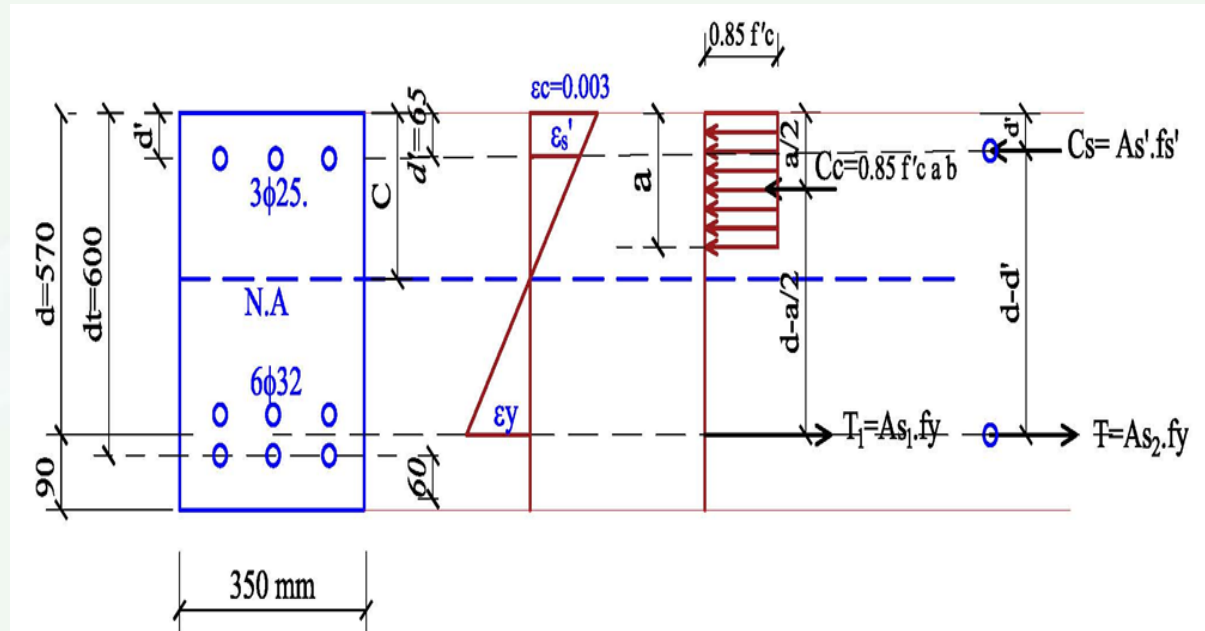 0.85 f'c
εc=0.003
d'
d'=65
εs'
a/2
d'
Cs= As'.fs'
Cc=0.85 f'c a b
3ϕ25.
C
a
d=570
dt=600
N.A
d-a/2
d-d'
6ϕ32
εy
T₁=As₁.fy
T=As₂.fy
90
60
350 mm